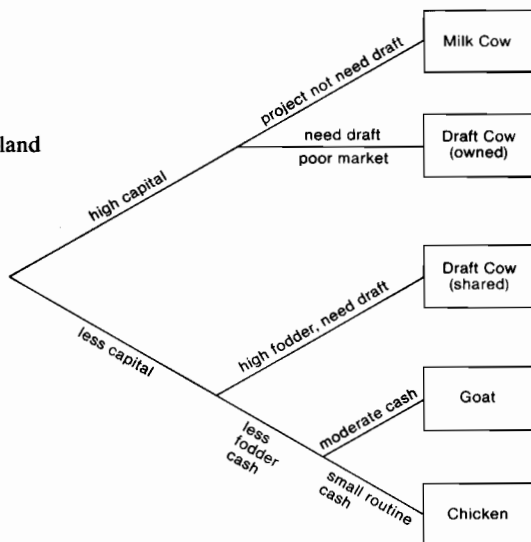 project not need draft
Milk Cow
land
need draft
poor market
Draft Cow
(owned)
high capital
Draft Cow
(shared)
high fodder, need draft
less capital
moderate cash
Goat
less
fodder
cash
small routine
cash
Chicken